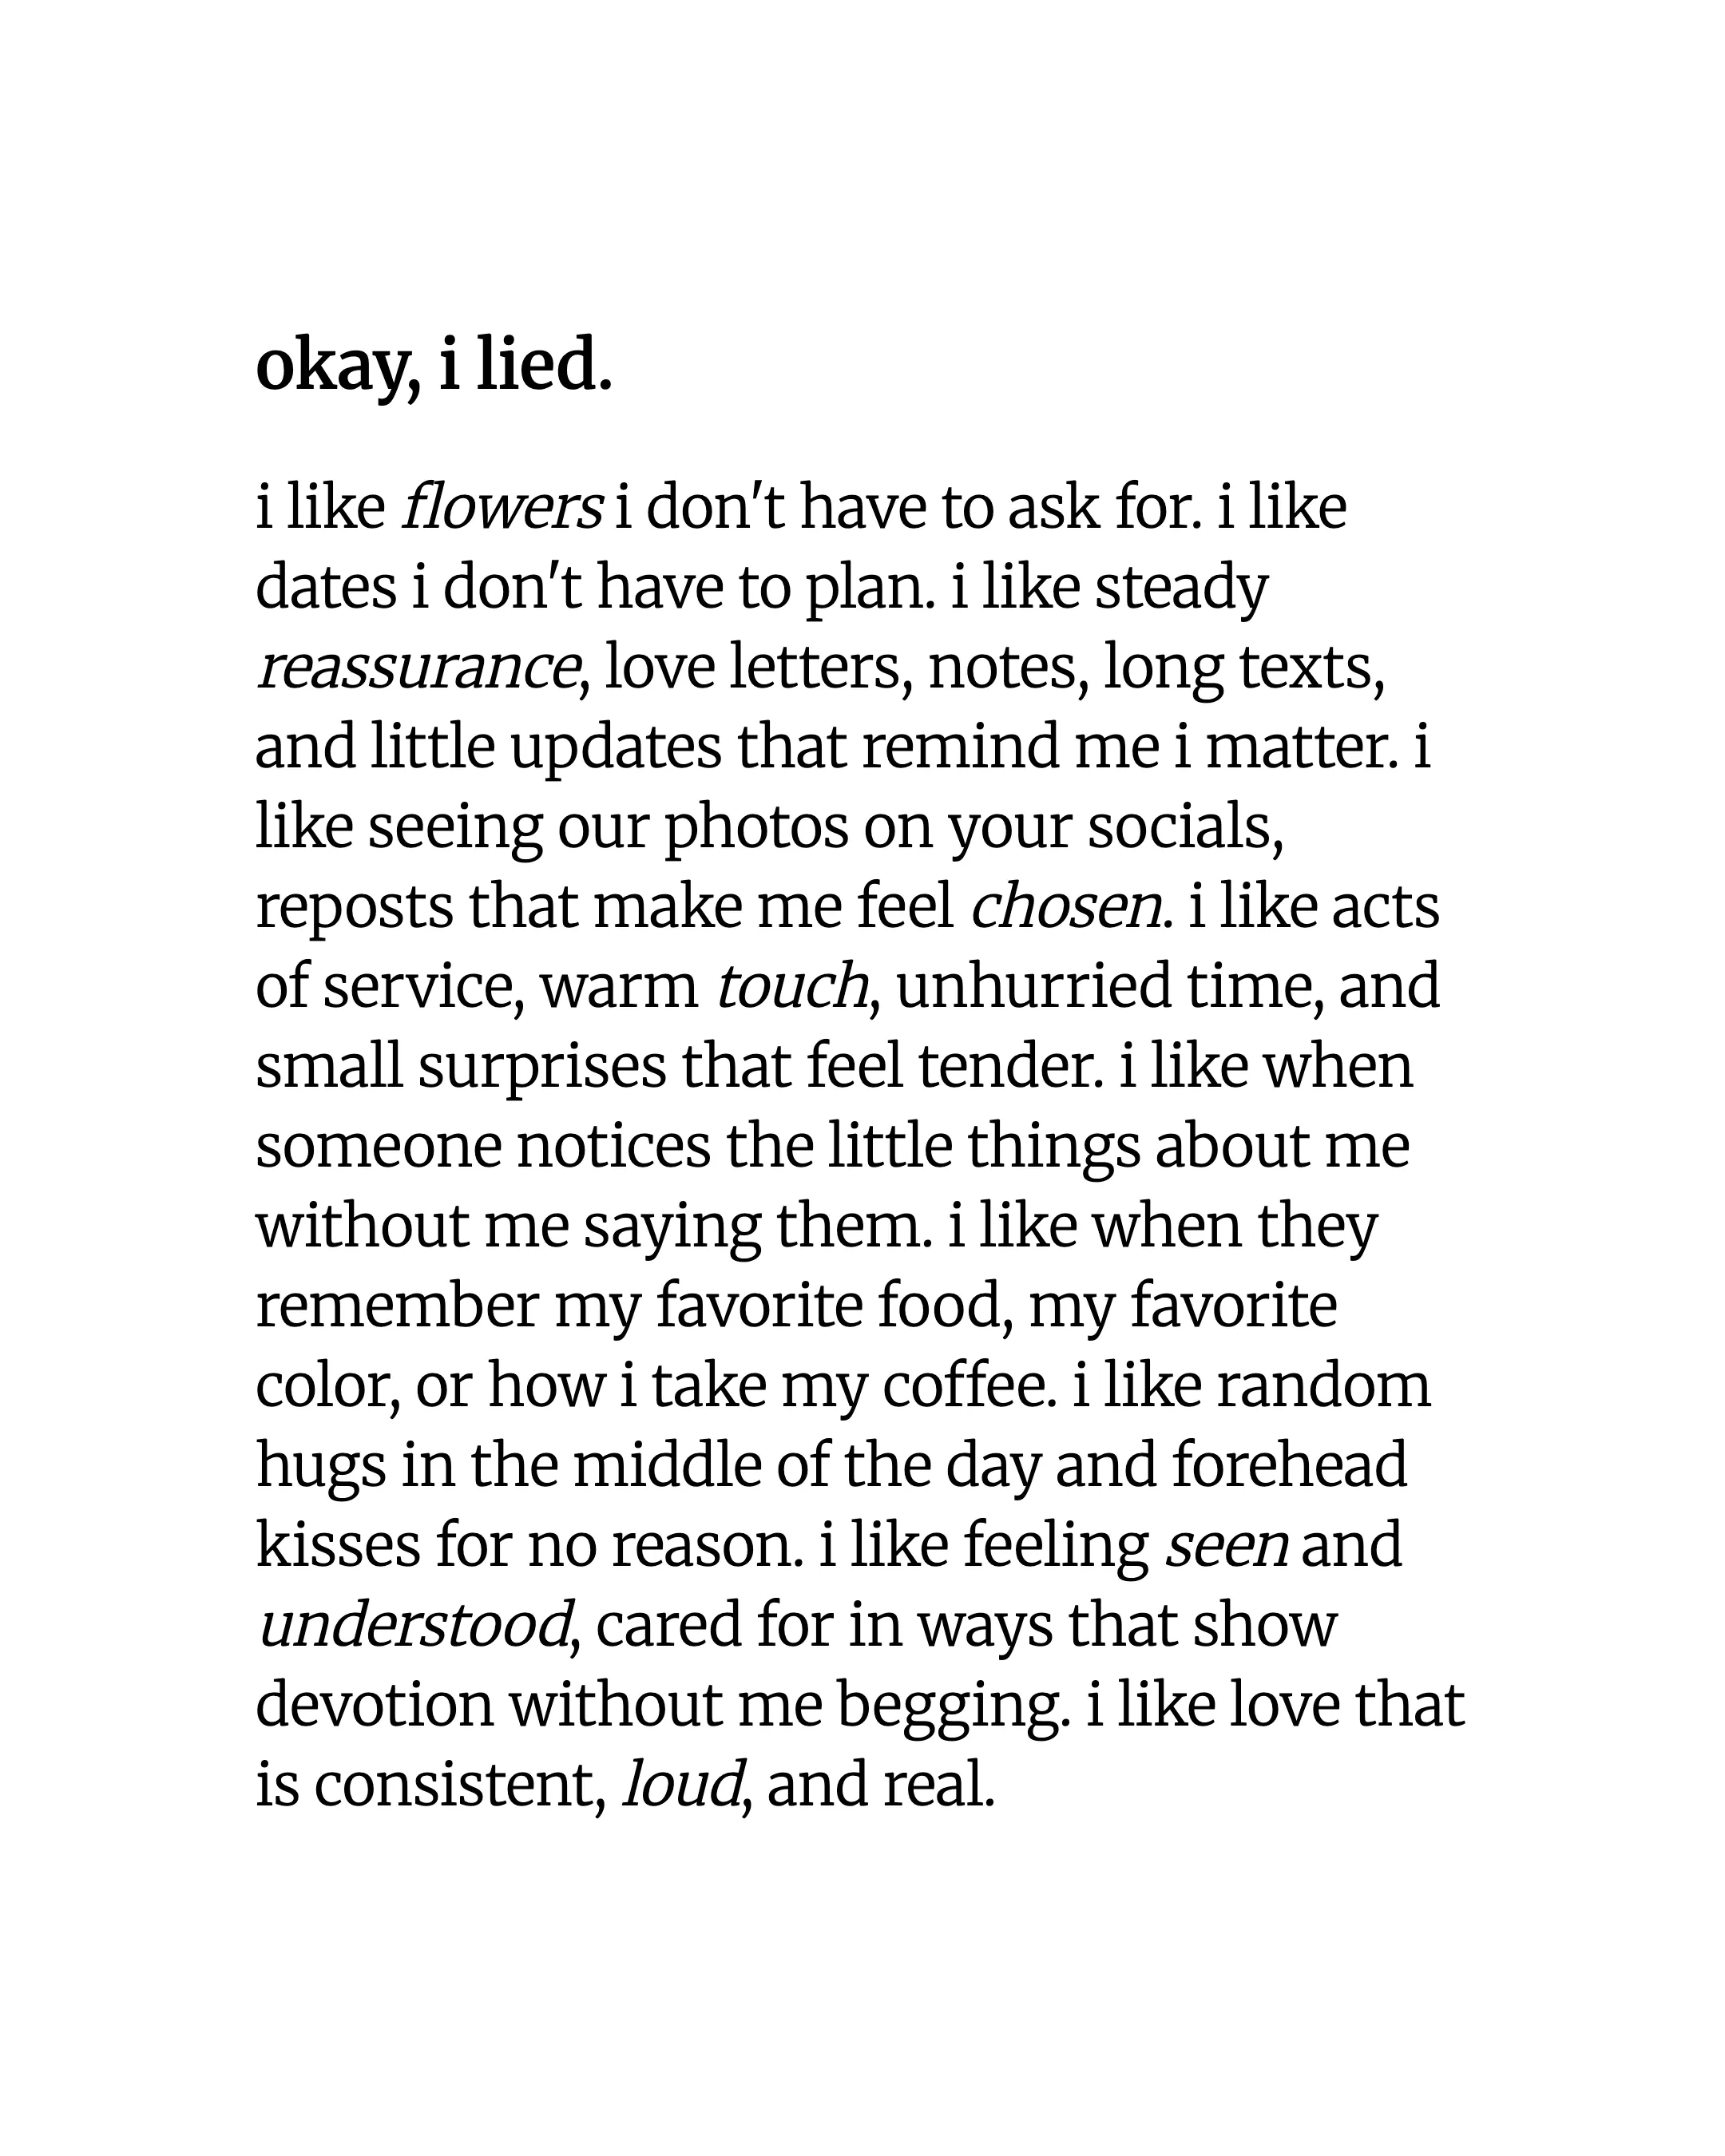 okay, i lied.
i like flowers i don't have to ask for. i like
dates i don't have to plan. i like steady
reassurance, love letters, notes, long texts,
and little updates that remind me i matter. i
like seeing our photos on your socials,
reposts that make me feel chosen. i like acts
of service, warm touch, unhurried time, and
small surprises that feel tender. i like when
someone notices the little things about me
without me saying them. i like when they
remember my favorite food, my favorite
color, or how i take my coffee. i like random
hugs in the middle of the day and forehead
kisses for no reason. i like feeling seen and
understood, cared for in ways that show
devotion without me begging. i like love that
is consistent, loud, and real.